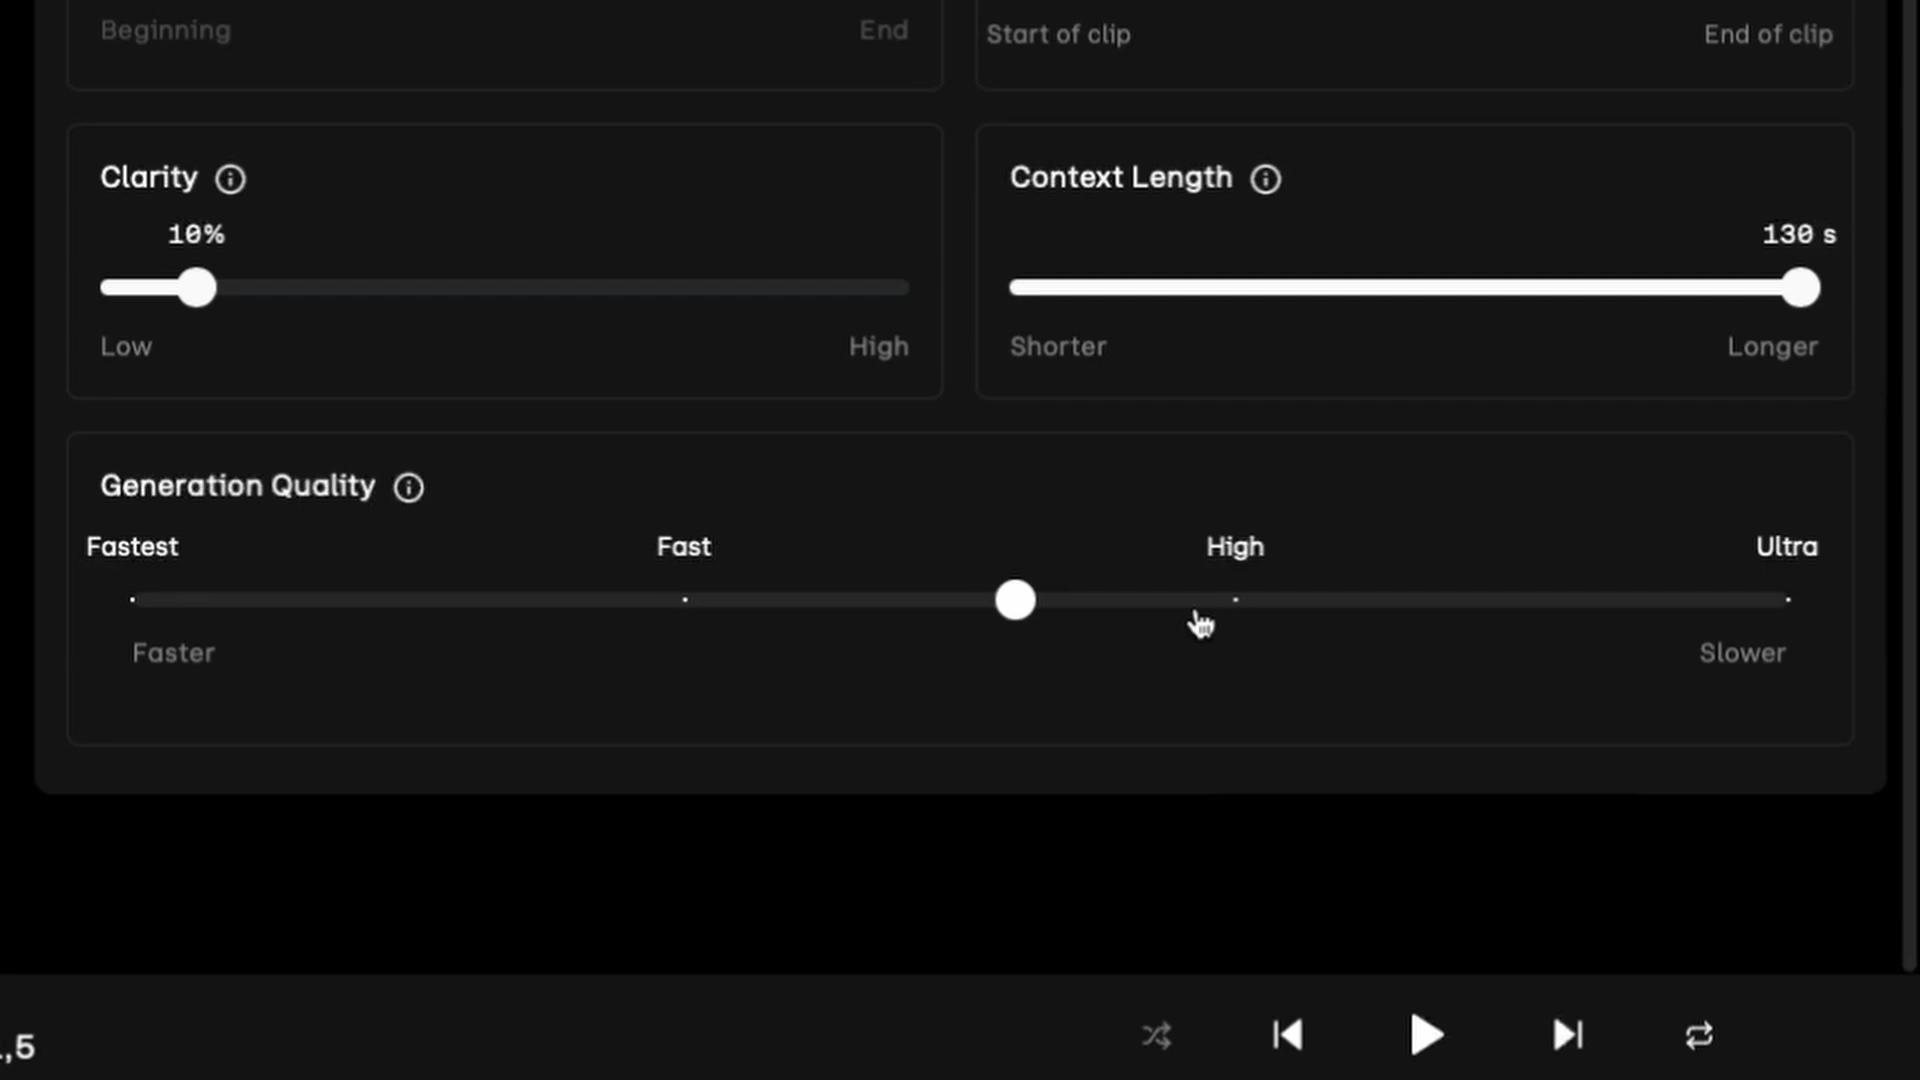 Beginning End
Start of clip End of clip
Clarity
10%
Low High
Context Length
130 s
Shorter Longer
Generation Quality
Fastest Fast High Ultra
Faster Slower
,5